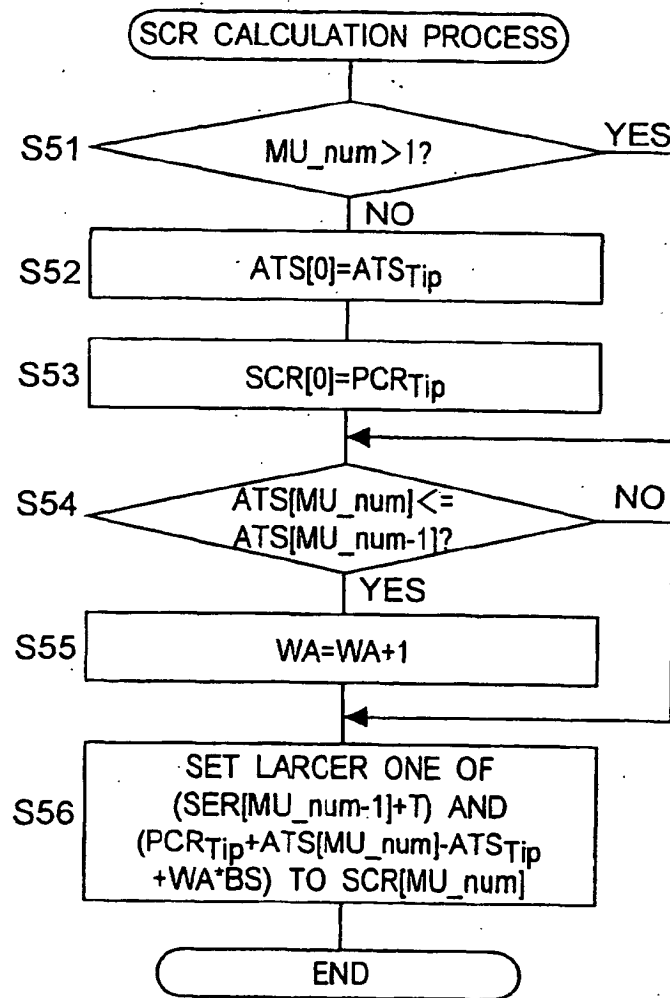 SCR CALCULATION PROCESS
S51
MU_num>1?
YES
NO
S52
ATS[0]=ATSTip
S53
SCR[0]=PCRTip
S54
ATS[MU_num]<=
ATS[MU_num-1]?
NO
YES
S55
WA=WA+1
S56
SET LARCER ONE OF
(SER[MU_num-1]+T) AND
(PCRTip+ATS[MU_num]-ATSTip
+WA*BS) TO SCR[MU_num]
END